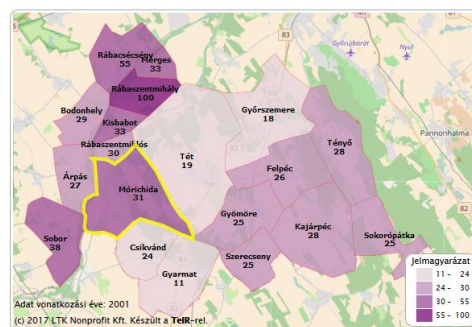 83
Győrújbarát
Nyúl
Rábacsécsény
55
Mérges
33
Rábaszentmihály
100
Bodonhely
29
Kisbabot
33
Győrszemere
18
Pannonhalma
Rábaszentmiklós
30
Tét
19
Tényő
28
Árpás
27
Felpéc
26
Mórichida
31
Gyömöre
25
Kajárpéc
28
82
Sobor
38
Csikvánd
24
Szerecseny
25
Sokorópátka
25
Gyarmat
11
83
Jelmagyarázat
11 - 24
24 - 30
30 - 55
55 - 100
Adat vonatkozási éve: 2001
(c) 2017 LTK Nonprofit Kft. Készült a TeIR-rel.